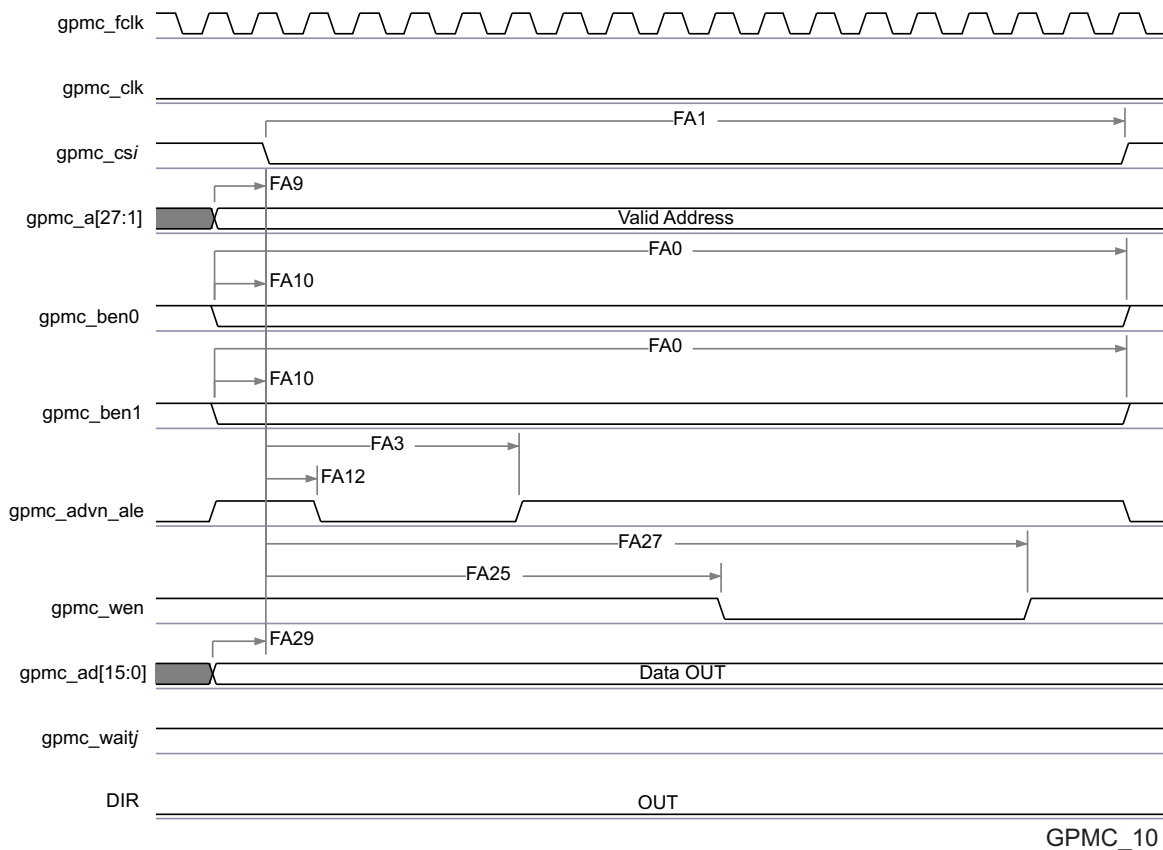 gpmc_fclk
gpmc_clk
FA1
gpmc_csi
FA9
gpmc_a[27:1]
Valid Address
FA0
FA10
gpmc_ben0
FA0
FA10
gpmc_ben1
FA3
FA12
gpmc_advn_ale
FA27
FA25
gpmc_wen
FA29
gpmc_ad[15:0]
Data OUT
gpmc_waitj
DIR
OUT
GPMC_10